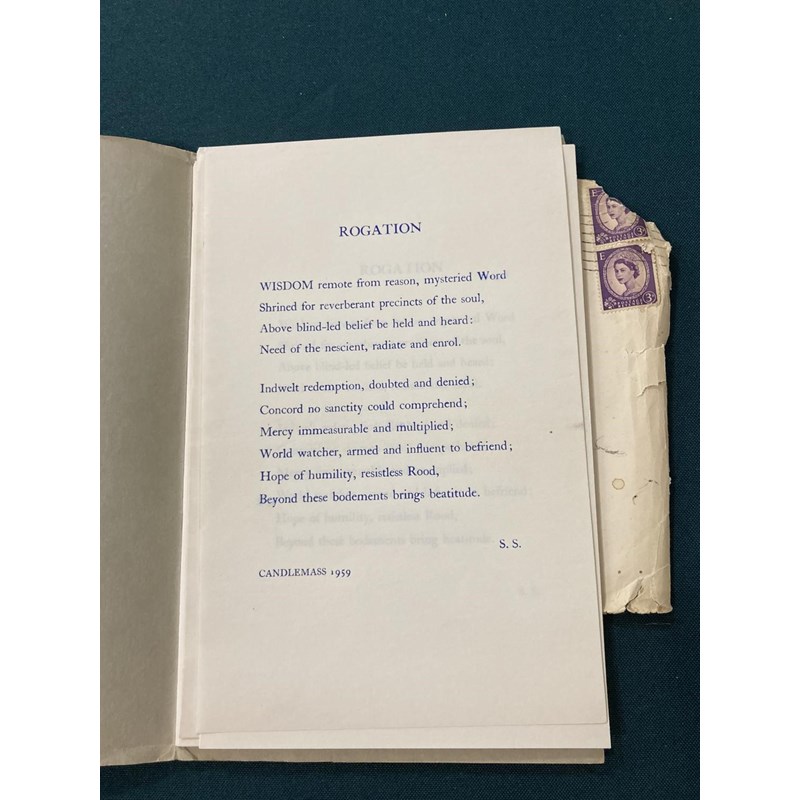 ROGATION
WISDOM remote from reason, mysteried Word
Shrined for reverberant precincts of the soul,
Above blind-led belief be held and heard:
Need of the nescient, radiate and enrol.
Indwelt redemption, doubted and denied;
Concord no sanctity could comprehend;
Mercy immeasurable and multiplied;
World watcher, armed and influent to befriend;
Hope of humility, resistless Rood,
Beyond these bodements brings beatitude.
S. S.
CANDLEMASS 1959